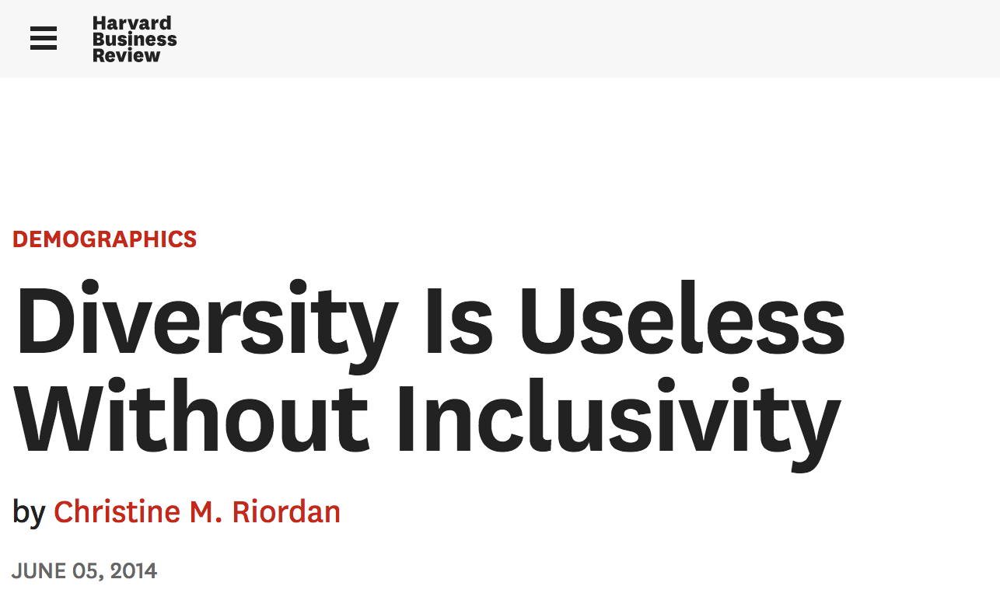 Harvard
Business
Review
DEMOGRAPHICS
Diversity Is Useless
Without Inclusivity
by Christine M. Riordan
JUNE 05, 2014